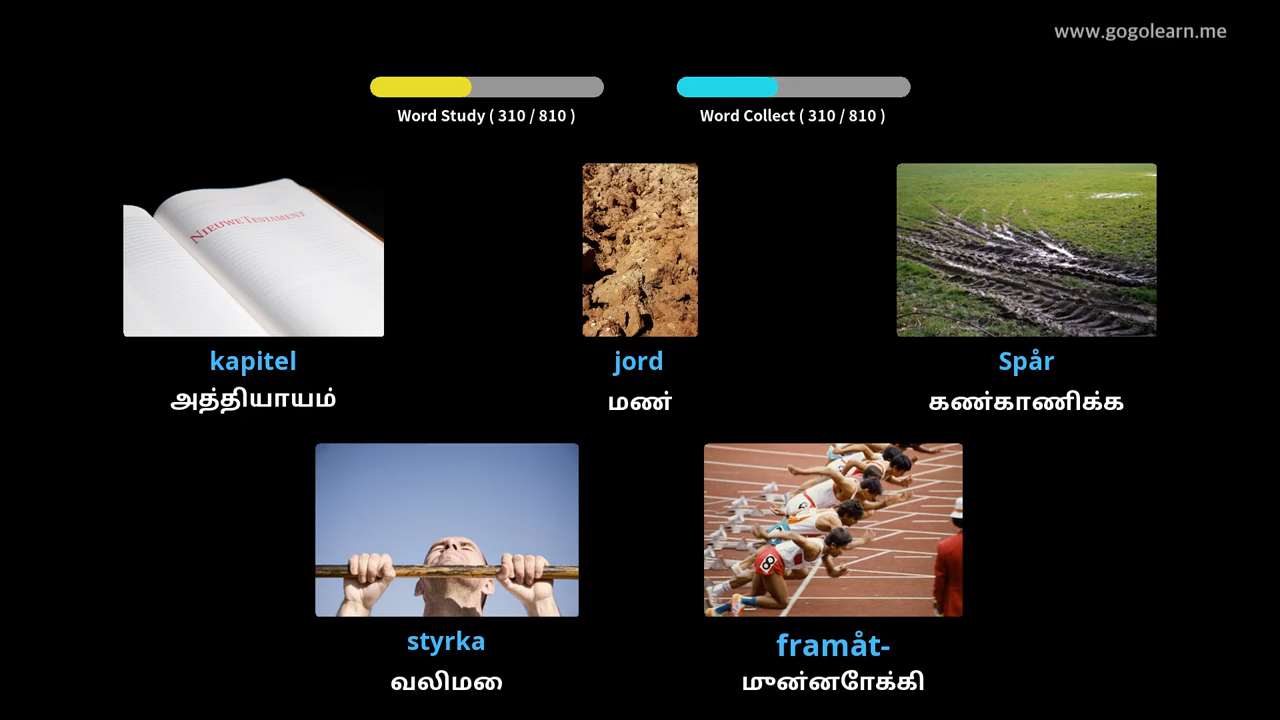 www.gogolearn.me
Word Study ( 310 / 810 )
Word Collect ( 310 / 810 )
NIEUWE TESTAMENT
kapitel
அத்தியாயம்
jord
மண்
Spår
கண்காணிக்க
8
styrka
வலிமை
framåt-
முன்னோக்கி